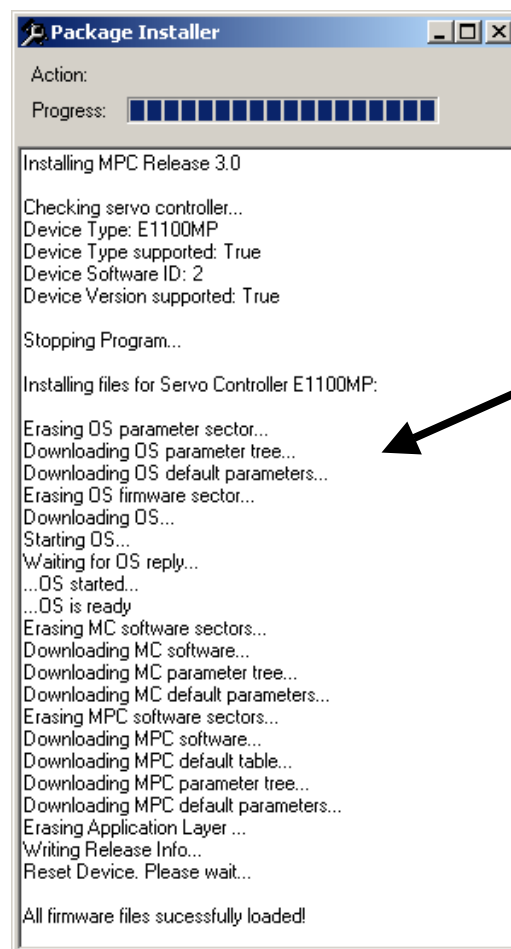 Package Installer
Action:
Progress:
Installing MPC Release 3.0
Checking servo controller...
Device Type: E1100MP
Device Type supported: True
Device Software ID: 2
Device Version supported: True
Stopping Program...
Installing files for Servo Controller E1100MP:
Erasing OS parameter sector...
Downloading OS parameter tree...
Downloading OS default parameters...
Erasing OS firmware sector...
Downloading OS...
Starting OS...
Waiting for OS reply...
...OS started...
...OS is ready
Erasing MC software sectors...
Downloading MC software...
Downloading MC parameter tree...
Downloading MC default parameters...
Erasing MPC software sectors...
Downloading MPC software...
Downloading MPC default table...
Downloading MPC parameter tree...
Downloading MPC default parameters...
Erasing Application Layer ...
Writing Release Info...
Reset Device. Please wait...
All firmware files sucessfully loaded!